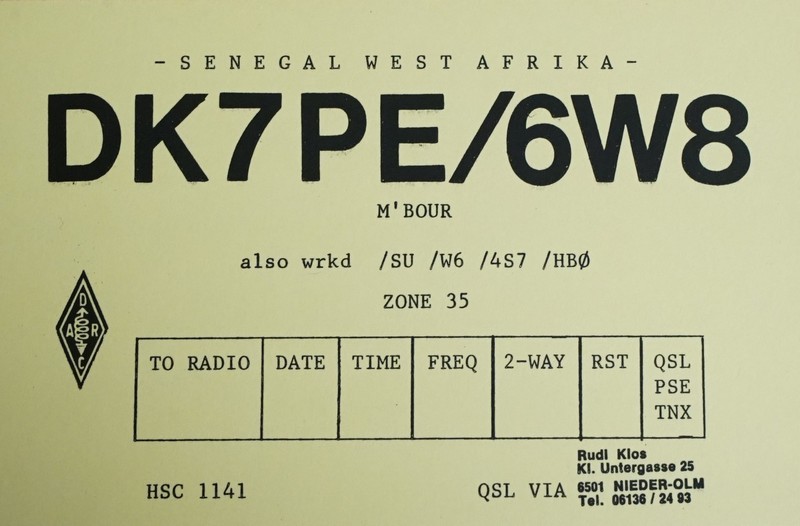 - SENEGAL WEST AFRIKA -
DK7PE/6W8
M'BOUR
also wrkd /SU /W6 /4S7 /HBØ
ZONE 35
D
A R
C
TO RADIO DATE TIME FREQ 2-WAY RST QSL
PSE
TNX
HSC 1141
QSL VIA
Rudi Klos
Kl. Untergasse 25
6501 NIEDER-OLM
Tel. 06136 / 24 93